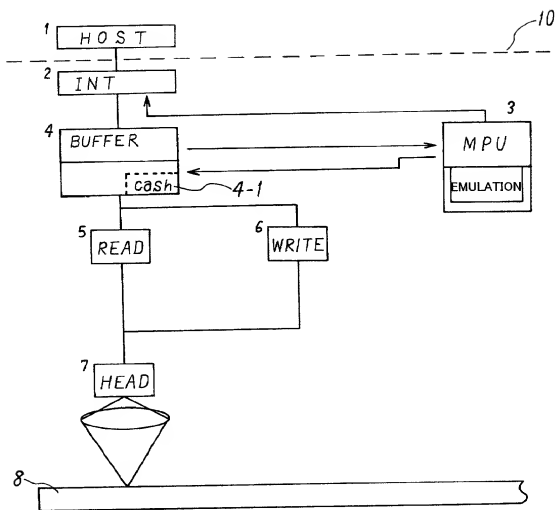 1
HOST
10
2
INT
3
4
BUFFER
MPU
cash
4-1
EMULATION
5
READ
6
WRITE
7
HEAD
8